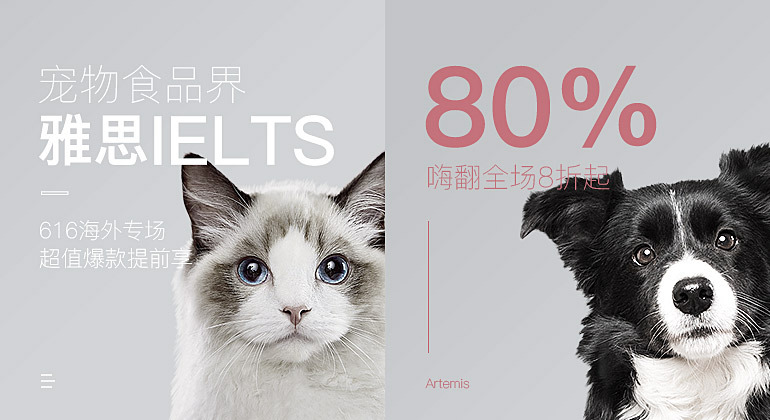 宠物食品界
雅思IELTS
616海外专场
超值爆款提前享
80%
嗨翻全场8折起
Artemis